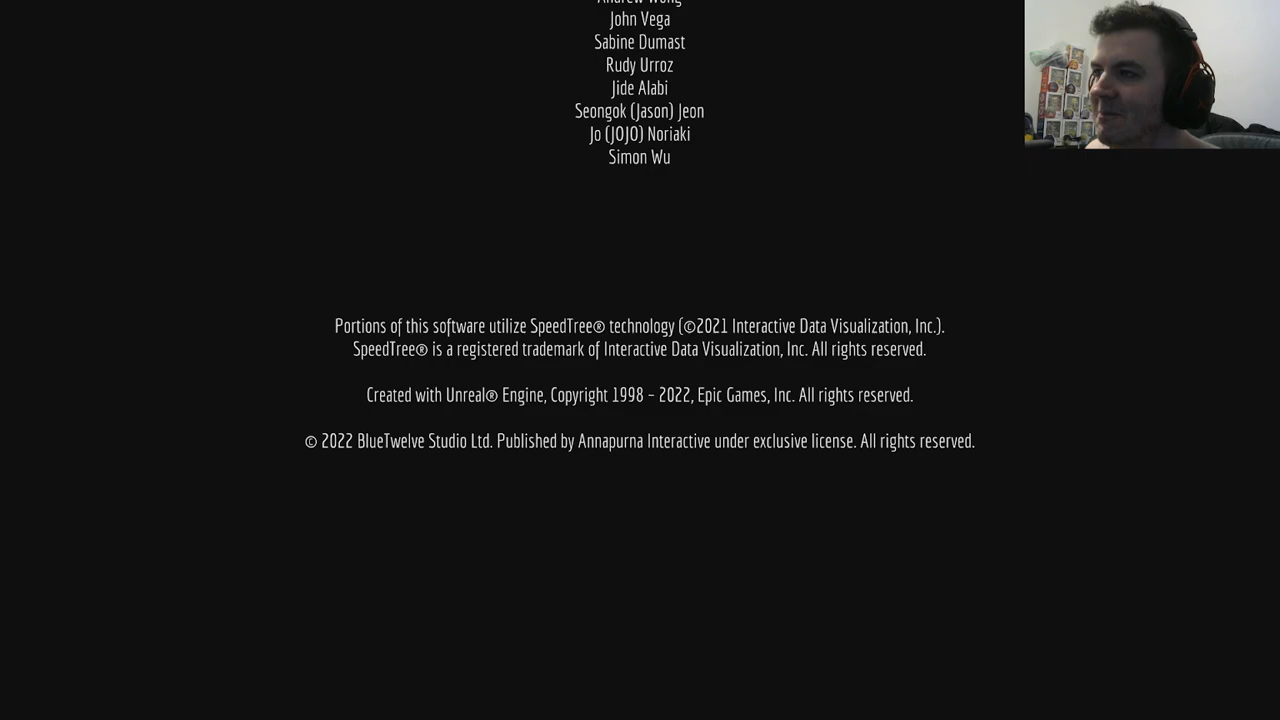 John Vega
Sabine Dumast
Rudy Urroz
Jide Alabi
Seongok (Jason) Jeon
Jo (JOJO) Noriaki
Simon Wu
Portions of this software utilize SpeedTree® technology (©2021 Interactive Data Visualization, Inc.).
SpeedTree® is a registered trademark of Interactive Data Visualization, Inc. All rights reserved.
Created with Unreal® Engine, Copyright 1998 - 2022, Epic Games, Inc. All rights reserved.
© 2022 BlueTwelve Studio Ltd. Published by Annapurna Interactive under exclusive license. All rights reserved.